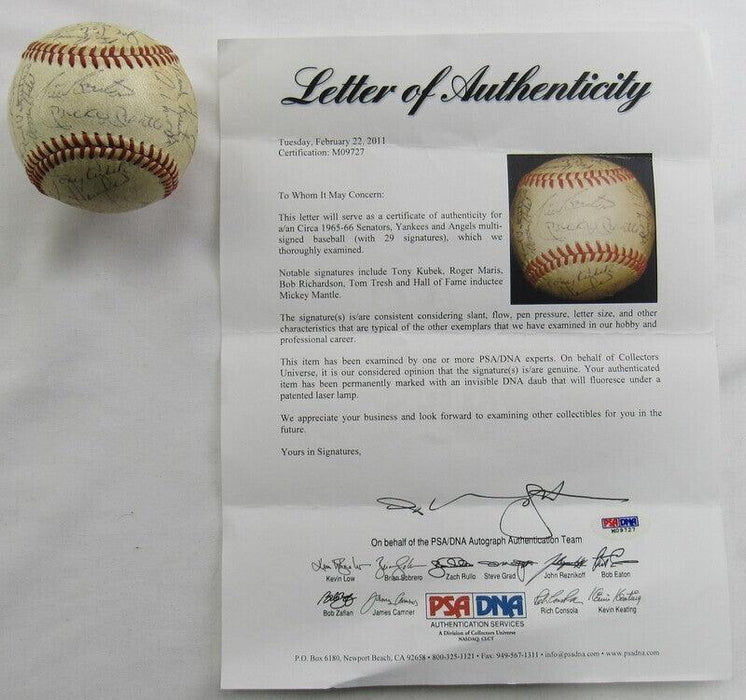 Mickey Mantle
Letter of Authenticity
Tuesday, February 22, 2011
Certification: M09727
To Whom It May Concern:
This letter will serve as a certificate of authenticity for
a/an Circa 1965-66 Senators, Yankees and Angels multi-
signed baseball (with 29 signatures), which we
thoroughly examined.
Notable signatures include Tony Kubek, Roger Maris,
Bob Richardson, Tom Tresh and Hall of Fame inductee
Mickey Mantle.
The signature(s) is/are consistent considering slant, flow, pen pressure, letter size, and other
characteristics that are typical of the other exemplars that we have examined in our hobby and
professional career.
This item has been examined by one or more PSA/DNA experts. On behalf of Collectors
Universe, it is our considered opinion that the signature(s) is/are genuine. Your authenticated
item has been permanently marked with an invisible DNA daub that will fluoresce under a
patented laser lamp.
We appreciate your business and look forward to examining other collectibles for you in the
future.
Yours in Signatures,
PSA/DNA
M09727
On behalf of the PSA/DNA Autograph Authentication Team
Kevin Low Brian Sobrero Zach Rullo Steve Grad John Reznikoff Bob Eaton
Bob Zafian James Camner Rich Consola Kevin Keating
PSA/DNA
AUTHENTICATION SERVICES
A Division of Collectors Universe
NASDAQ: CLCT
P.O. Box 6180, Newport Beach, CA 92658 • 800-325-1121 • Fax: 949-567-1311 • info@psadna.com • www.psadna.com